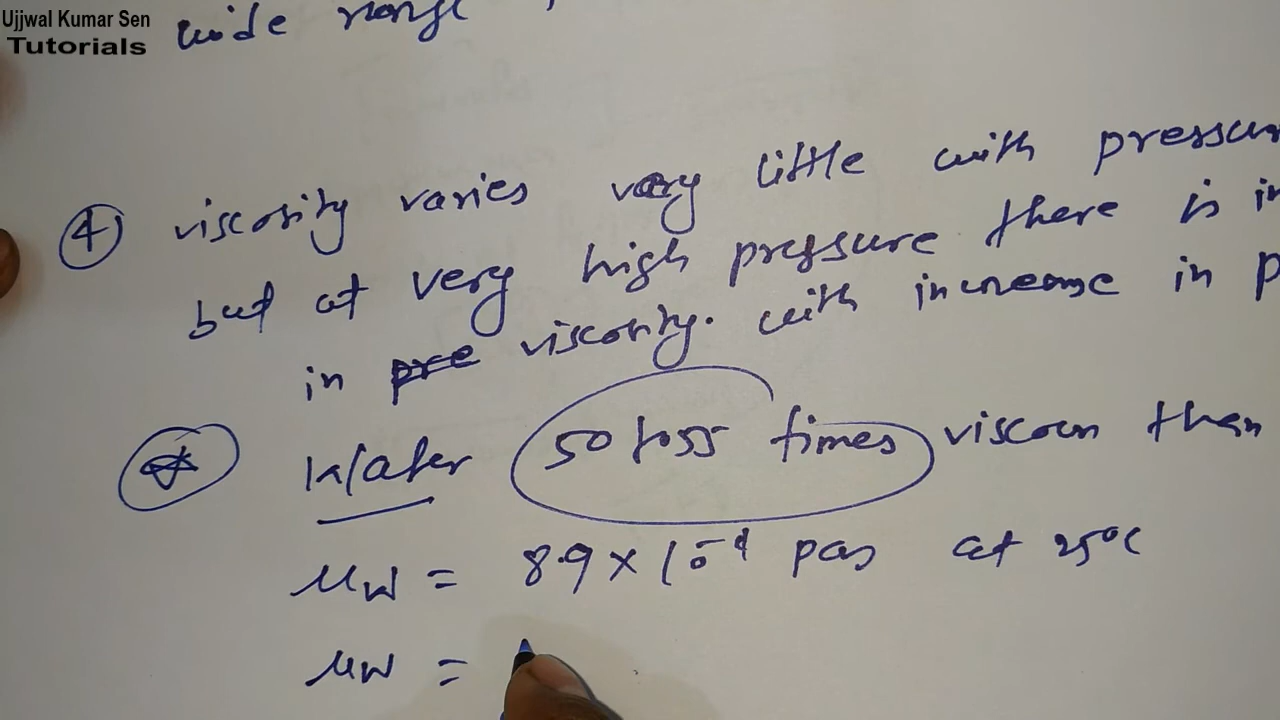 Ujjwal Kumar Sen
Tutorials
wide range
④ viscosity varies very little with pressur
but at very high pressure there is in
in pre viscosity. with increase in p
Water 50 to 55 times viscous than
μw = 8.9 × 10⁻⁴ pas at 25°C
μw =